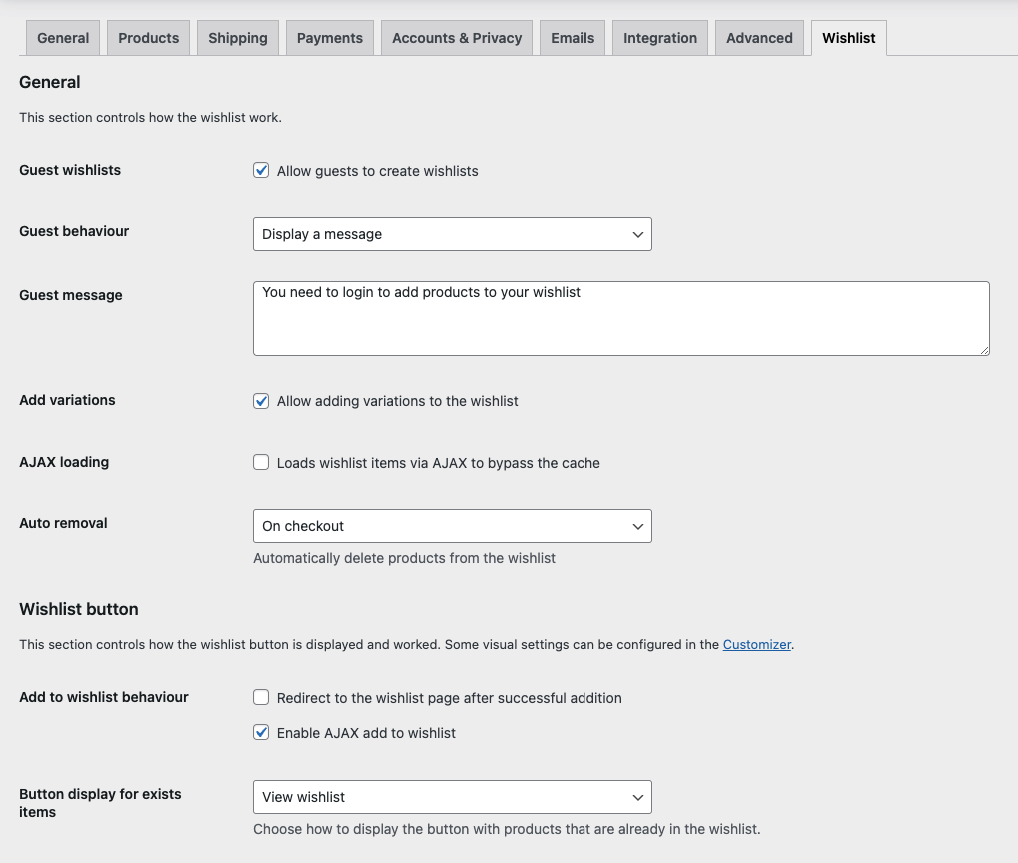 General Products Shipping Payments Accounts & Privacy Emails Integration Advanced Wishlist
General
This section controls how the wishlist work.
Guest wishlists Allow guests to create wishlists
Guest behaviour Display a message
Guest message You need to login to add products to your wishlist
Add variations Allow adding variations to the wishlist
AJAX loading Loads wishlist items via AJAX to bypass the cache
Auto removal On checkout
Automatically delete products from the wishlist
Wishlist button
This section controls how the wishlist button is displayed and worked. Some visual settings can be configured in the Customizer.
Add to wishlist behaviour Redirect to the wishlist page after successful addition
Enable AJAX add to wishlist
Button display for exists
items
View wishlist
Choose how to display the button with products that are already in the wishlist.